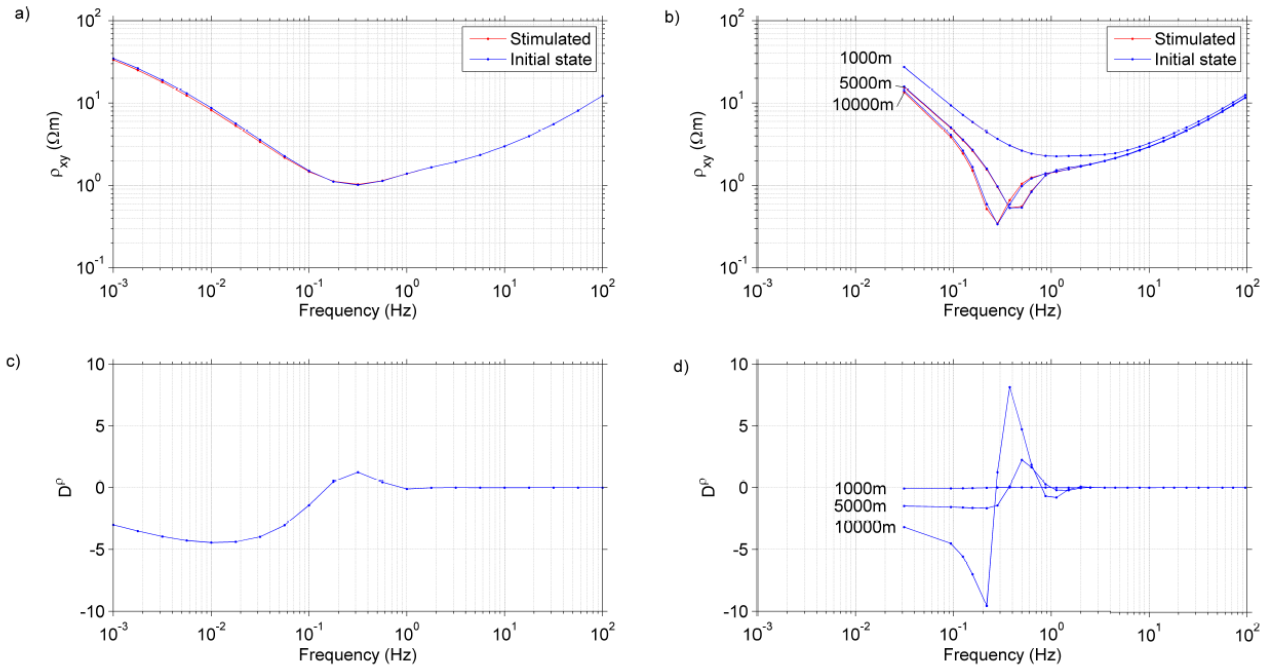 a)
10²
10¹
10⁰
10⁻¹
ρxy (Ωm)
Stimulated
Initial state
10⁻³ 10⁻² 10⁻¹ 10⁰ 10¹ 10²
Frequency (Hz)
b)
10²
10¹
10⁰
10⁻¹
ρxy (Ωm)
1000m
5000m
10000m
Stimulated
Initial state
10⁻³ 10⁻² 10⁻¹ 10⁰ 10¹ 10²
Frequency (Hz)
c)
10
5
0
-5
-10
Dᵖ
10⁻³ 10⁻² 10⁻¹ 10⁰ 10¹ 10²
Frequency (Hz)
d)
10
5
0
-5
-10
Dᵖ
1000m
5000m
10000m
10⁻³ 10⁻² 10⁻¹ 10⁰ 10¹ 10²
Frequency (Hz)